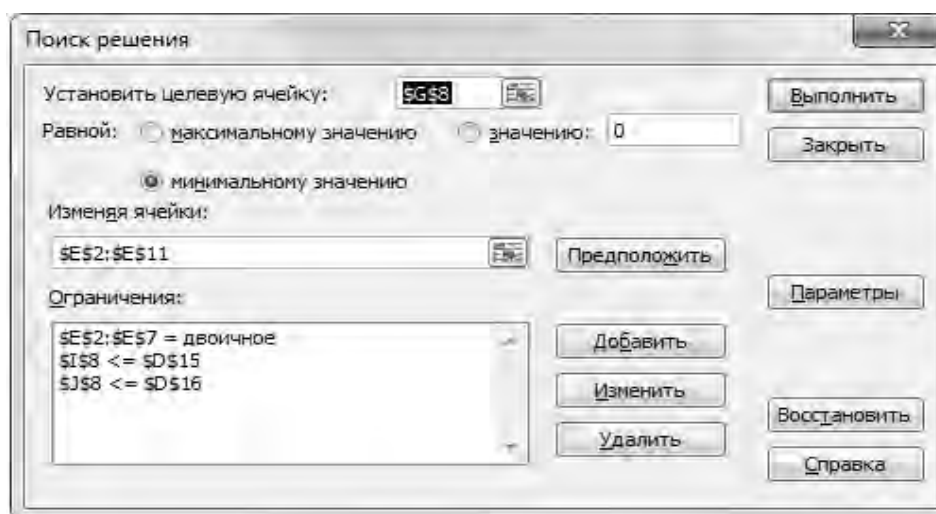 Поиск решения
Установить целевую ячейку: $G$8 Выполнить
Равной: максимальному значению значению: 0 Закрыть
минимальному значению
Изменяя ячейки:
$E$2:$E$11 Предположить
Ограничения: Параметры
$E$2:$E$7 = двоичное Добавить
$I$8 <= $D$15
$J$8 <= $D$16 Изменить
Восстановить
Удалить
Справка